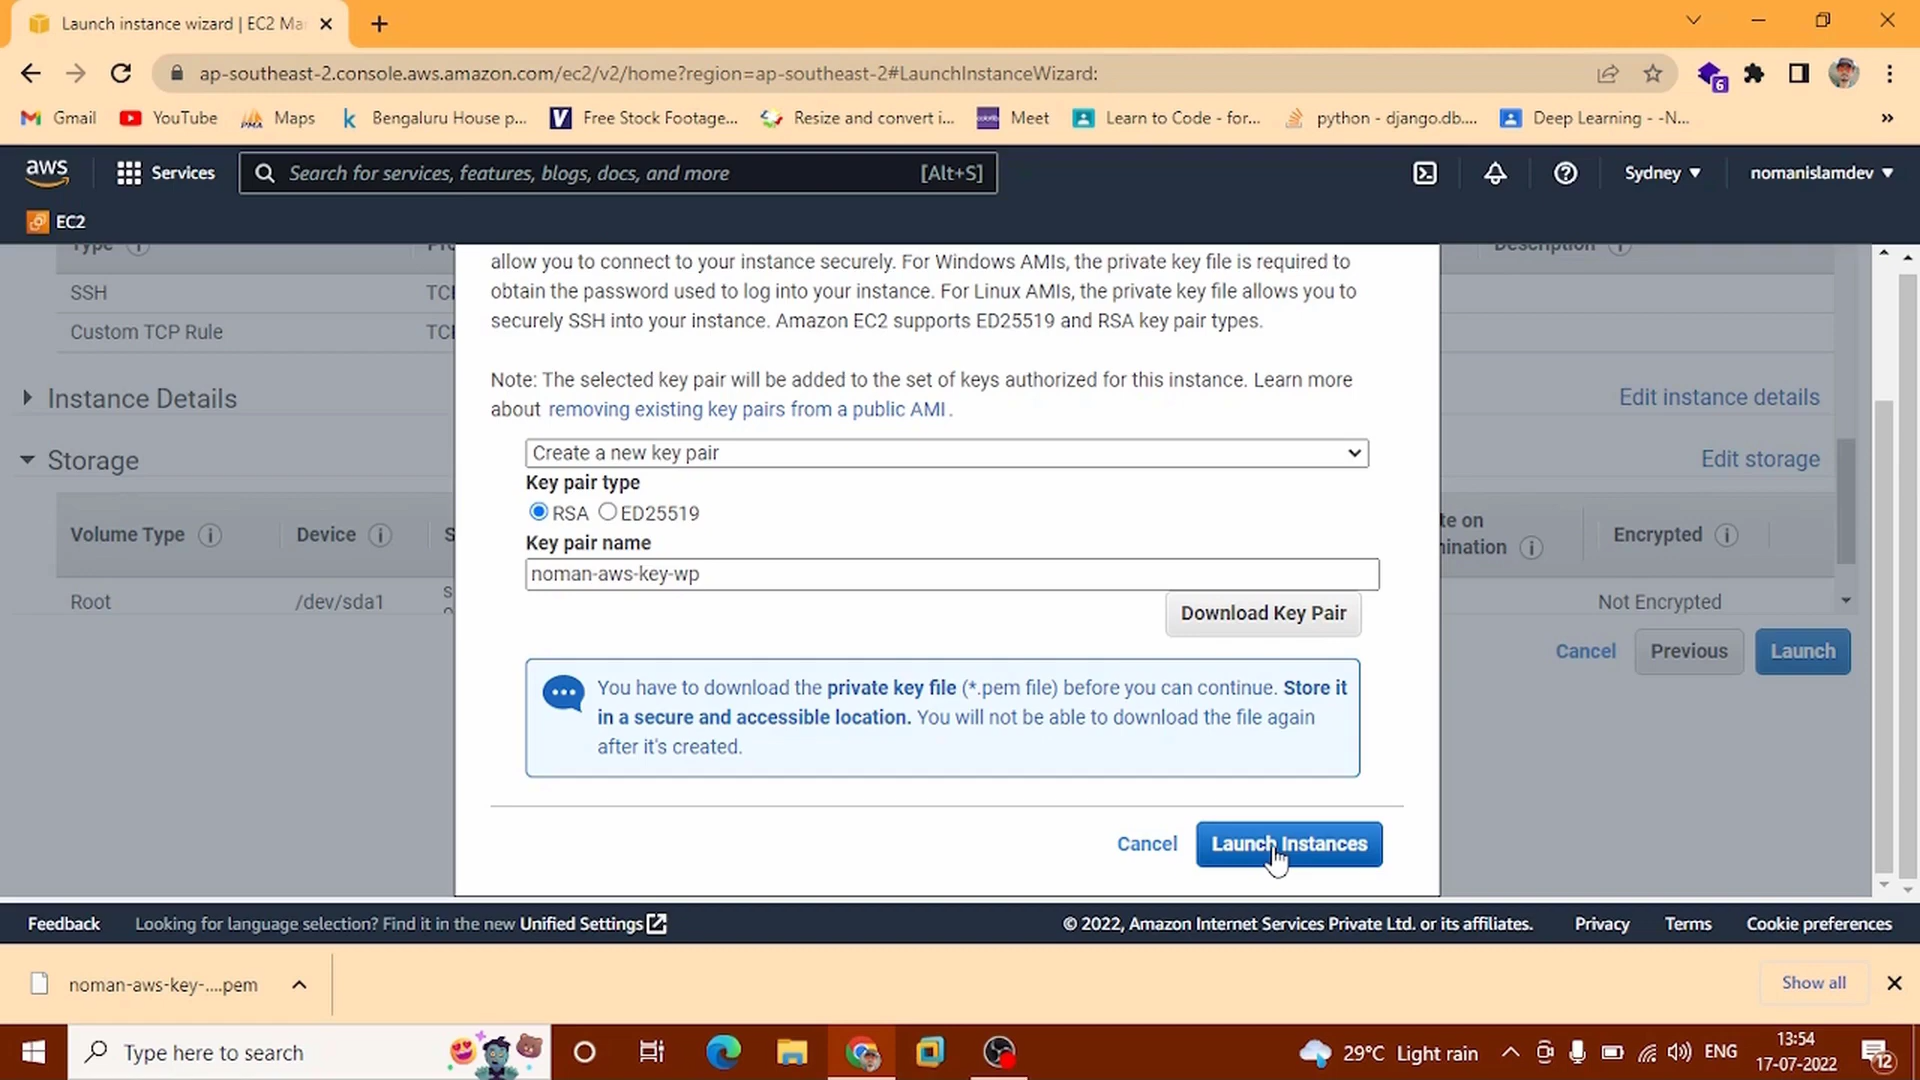 Launch instance wizard | EC2 Ma
ap-southeast-2.console.aws.amazon.com/ec2/v2/home?region=ap-southeast-2#LaunchInstanceWizard:
6
Gmail YouTube Maps Bengaluru House p... Free Stock Footage... Resize and convert i... Meet Learn to Code - for... python - django.db.... Deep Learning - -N... »
aws Services Search for services, features, blogs, docs, and more [Alt+S] Sydney nomanislamdev
EC2
Type Description
allow you to connect to your instance securely. For Windows AMIs, the private key file is required to
SSH TC
obtain the password used to log into your instance. For Linux AMIs, the private key file allows you to
securely SSH into your instance. Amazon EC2 supports ED25519 and RSA key pair types.
Custom TCP Rule TC
Note: The selected key pair will be added to the set of keys authorized for this instance. Learn more
about removing existing key pairs from a public AMI.
Instance Details Edit instance details
Create a new key pair
Storage Edit storage
Key pair type
RSA ED25519
Volume Type Device S te on
mination Encrypted
Key pair name
noman-aws-key-wp
Root /dev/sda1 Not Encrypted
Download Key Pair
Cancel Previous Launch
You have to download the private key file (*.pem file) before you can continue. Store it
in a secure and accessible location. You will not be able to download the file again
after it's created.
Cancel Launch Instances
Feedback Looking for language selection? Find it in the new Unified Settings © 2022, Amazon Internet Services Private Ltd. or its affiliates. Privacy Terms Cookie preferences
noman-aws-key-....pem Show all
Type here to search 29°C Light rain ENG 13:54
17-07-2022 12